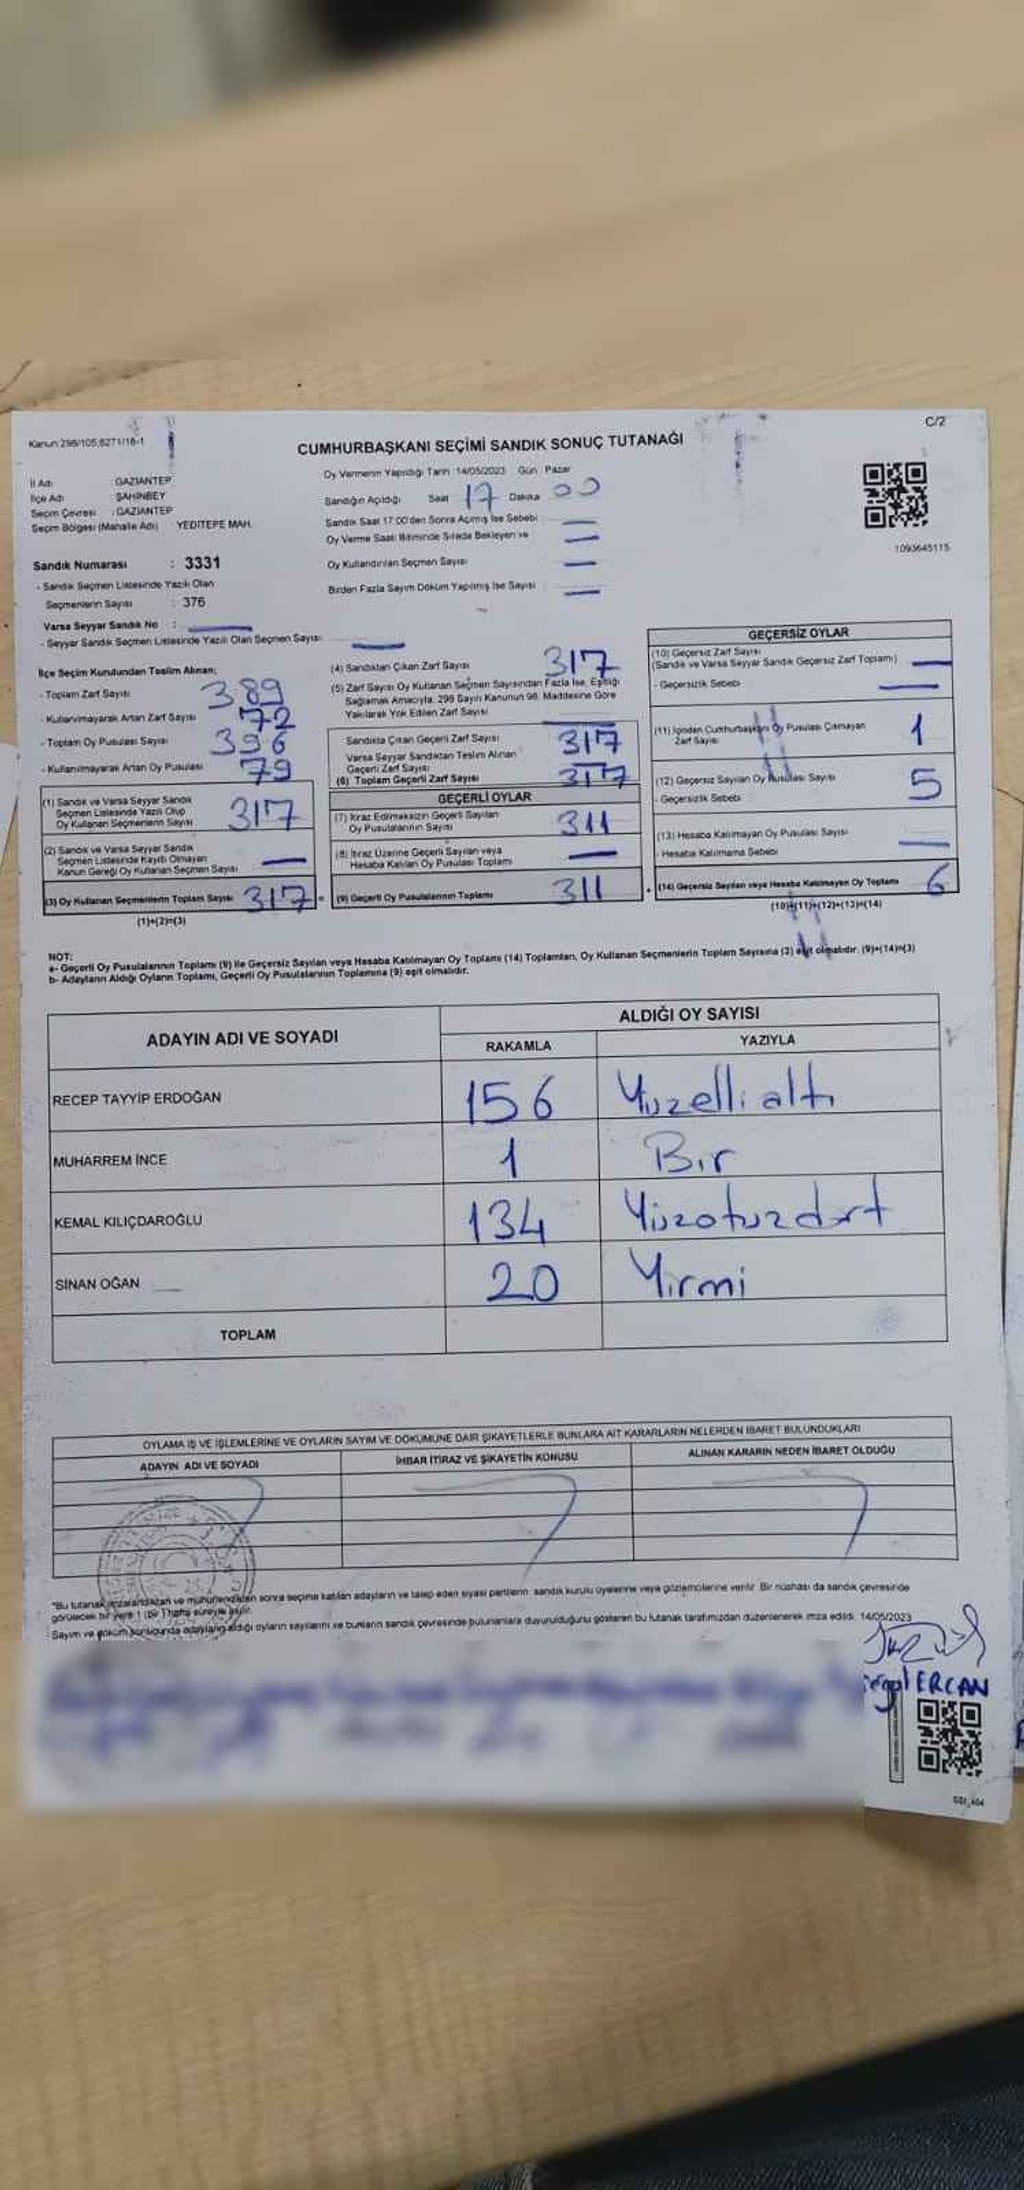 C/2
Kanun:298/105,6271/16-1
CUMHURBAŞKANI SEÇİMİ SANDIK SONUÇ TUTANAĞI
İl Adı : GAZİANTEP
İlçe Adı : ŞAHİNBEY
Seçim Çevresi : GAZİANTEP
Seçim Bölgesi (Mahalle Adı) YEDİTEPE MAH.
Oy Vermenin Yapıldığı Tarih :14/05/2023 Gün : Pazar
Sandığın Açıldığı Saat 17 Dakika 00
Sandık Saat 17:00'den Sonra Açılmış İse Sebebi
Oy Verme Saati Bitiminde Sırada Bekleyen ve
Oy Kullandırılan Seçmen Sayısı
Birden Fazla Sayım Döküm Yapılmış İse Sayısı
1093645115
Sandık Numarası : 3331
- Sandık Seçmen Listesinde Yazılı Olan
Seçmenlerin Sayısı : 376
Varsa Seyyar Sandık No :
- Seyyar Sandık Seçmen Listesinde Yazılı Olan Seçmen Sayısı:
İlçe Seçim Kurulundan Teslim Alınan;
- Toplam Zarf Sayısı 389
- Kullanılmayarak Artan Zarf Sayısı 72
- Toplam Oy Pusulası Sayısı 396
- Kullanılmayarak Artan Oy Pusulası 79
(1) Sandık ve Varsa Seyyar Sandık
Seçmen Listesinde Yazılı Olup
Oy Kullanan Seçmenlerin Sayısı 317
(2) Sandık ve Varsa Seyyar Sandık
Seçmen Listesinde Kayıtlı Olmayan
Kanun Gereği Oy Kullanan Seçmen Sayısı
(3) Oy Kullanan Seçmenlerin Toplam Sayısı 317 =
(1)+(2)=(3)
(4) Sandıktan Çıkan Zarf Sayısı 317
(5) Zarf Sayısı Oy Kullanan Seçmen Sayısından Fazla İse, Eşitliği
Sağlamak Amacıyla, 298 Sayılı Kanunun 98. Maddesine Göre
Yakılarak Yok Edilen Zarf Sayısı
Sandıkta Çıkan Geçerli Zarf Sayısı 317
Varsa Seyyar Sandıktan Teslim Alınan
Geçerli Zarf Sayısı
(6) Toplam Geçerli Zarf Sayısı 317
GEÇERLİ OYLAR
(7) İtiraz Edilmeksizin Geçerli Sayılan
Oy Pusulalarının Sayısı 311
(8) İtiraz Üzerine Geçerli Sayılan veya
Hesaba Katılan Oy Pusulası Toplamı
(9) Geçerli Oy Pusulalarının Toplamı 311 +
GEÇERSİZ OYLAR
(10) Geçersiz Zarf Sayısı
(Sandık ve Varsa Seyyar Sandık Geçersiz Zarf Toplamı)
- Geçersizlik Sebebi
(11) İçinden Cumhurbaşkanı Oy Pusulası Çıkmayan
Zarf Sayısı 1
(12) Geçersiz Sayılan Oy Pusulası Sayısı 5
- Geçersizlik Sebebi
(13) Hesaba Katılmayan Oy Pusulası Sayısı
- Hesaba Katılmama Sebebi
(14) Geçersiz Sayılan veya Hesaba Katılmayan Oy Toplamı 6
(10)+(11)+(12)+(13)=(14)
NOT:
a- Geçerli Oy Pusulalarının Toplamı (9) ile Geçersiz Sayılan veya Hesaba Katılmayan Oy Toplamı (14) Toplamları, Oy Kullanan Seçmenlerin Toplam Sayısına (3) eşit olmalıdır. (9)+(14)=(3)
b- Adayların Aldığı Oyların Toplamı, Geçerli Oy Pusulalarının Toplamına (9) eşit olmalıdır.
ADAYIN ADI VE SOYADI ALDIĞI OY SAYISI
RAKAMLA YAZIYLA
RECEP TAYYİP ERDOĞAN 156 Yüzellialtı
MUHARREM İNCE 1 Bir
KEMAL KILIÇDAROĞLU 134 Yüzotuzdört
SİNAN OĞAN 20 Yirmi
TOPLAM
OYLAMA İŞ VE İŞLEMLERİNE VE OYLARIN SAYIM VE DÖKÜMÜNE DAİR ŞİKAYETLERLE BUNLARA AİT KARARLARIN NELERDEN İBARET BULUNDUKLARI
ADAYIN ADI VE SOYADI İHBAR İTİRAZ VE ŞİKAYETİN KONUSU ALINAN KARARIN NEDEN İBARET OLDUĞU
*Bu tutanak imzalandıktan ve mühürlendikten sonra seçime katılan adayların ve talep eden siyasi partilerin sandık kurulu üyelerine veya gözlemcilerine verilir. Bir nüshası da sandık çevresinde
görülecek bir yere 1 (bir) hafta süreyle asılır.
Sayım ve döküm sonucunda adayların aldığı oyların sayılarını ve bunların sandık çevresinde bulunanlara duyurulduğunu gösteren bu tutanak tarafımızdan düzenlenerek imza edildi. 14/05/2023
ERCAN